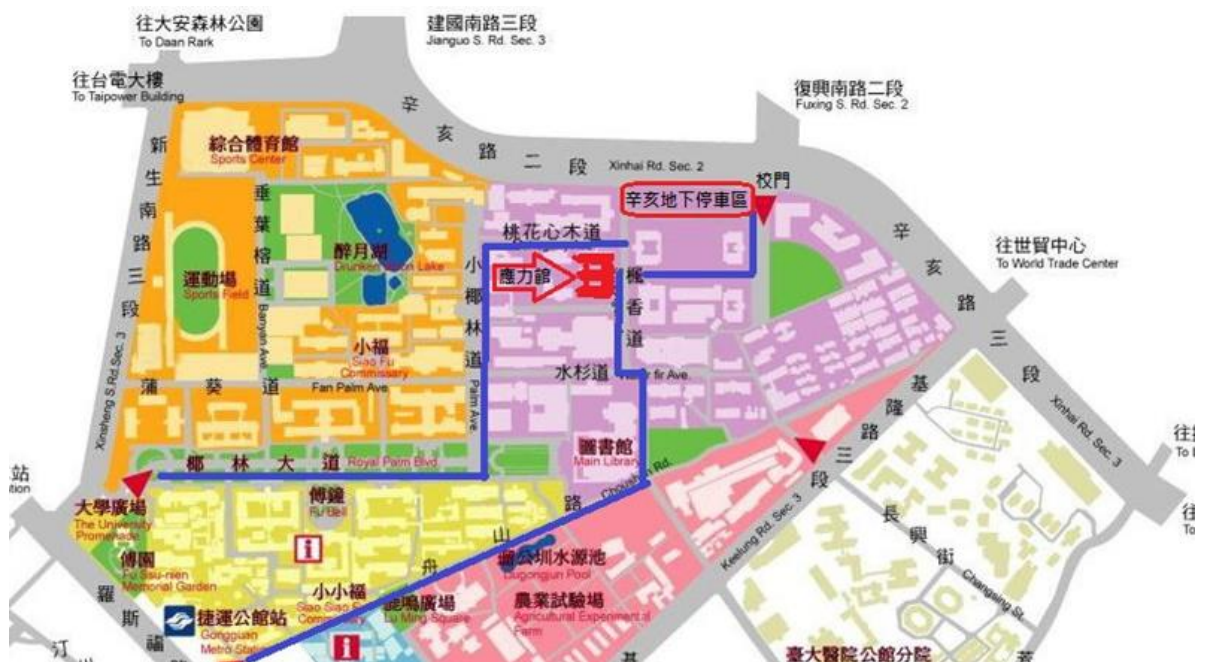 往大安森林公園
To Daan Rark
建國南路三段
Jianguo S. Rd. Sec. 3
往台電大樓
To Taipower Building
復興南路二段
Fuxing S. Rd. Sec. 2
辛亥路二段
Xinhai Rd. Sec. 2
校門
辛亥地下停車區
綜合體育館
Sports Center
新生南路三段
Xinsheng S Rd.Sec. 3
垂葉榕道
Banyan Ave.
醉月湖
Drunken Moon Lake
運動場
Sports Field
桃花心木道
應力館
楓香道
小椰林道
Palm Ave.
辛亥路三段
Xinhai Rd. Sec. 3
往世貿中心
To World Trade Center
小福
Siao Fu
Commissary
蒲葵道
Fan Palm Ave.
水杉道
fir Ave.
椰林大道
Royal Palm Blvd.
圖書館
Main Library
基隆路三段
Keelung Rd. Sec. 3
大學廣場
The University
Promenade
傅鐘
Fu Bell
舟山路
Choushan Rd.
傅園
Fu Ssu-nien
Memorial Garden
i
小小福
Siao Siao
Commissary
鹿鳴廣場
Lu Ming Square
瑠公圳水源池
Liugongjun Pool
農業試驗場
Agricultural Experimental
Farm
長興街
Changsing St.
捷運公館站
Gongguan
Metro
羅斯福
汀
i
基
臺大醫院公館分院
站
往
To
往
To